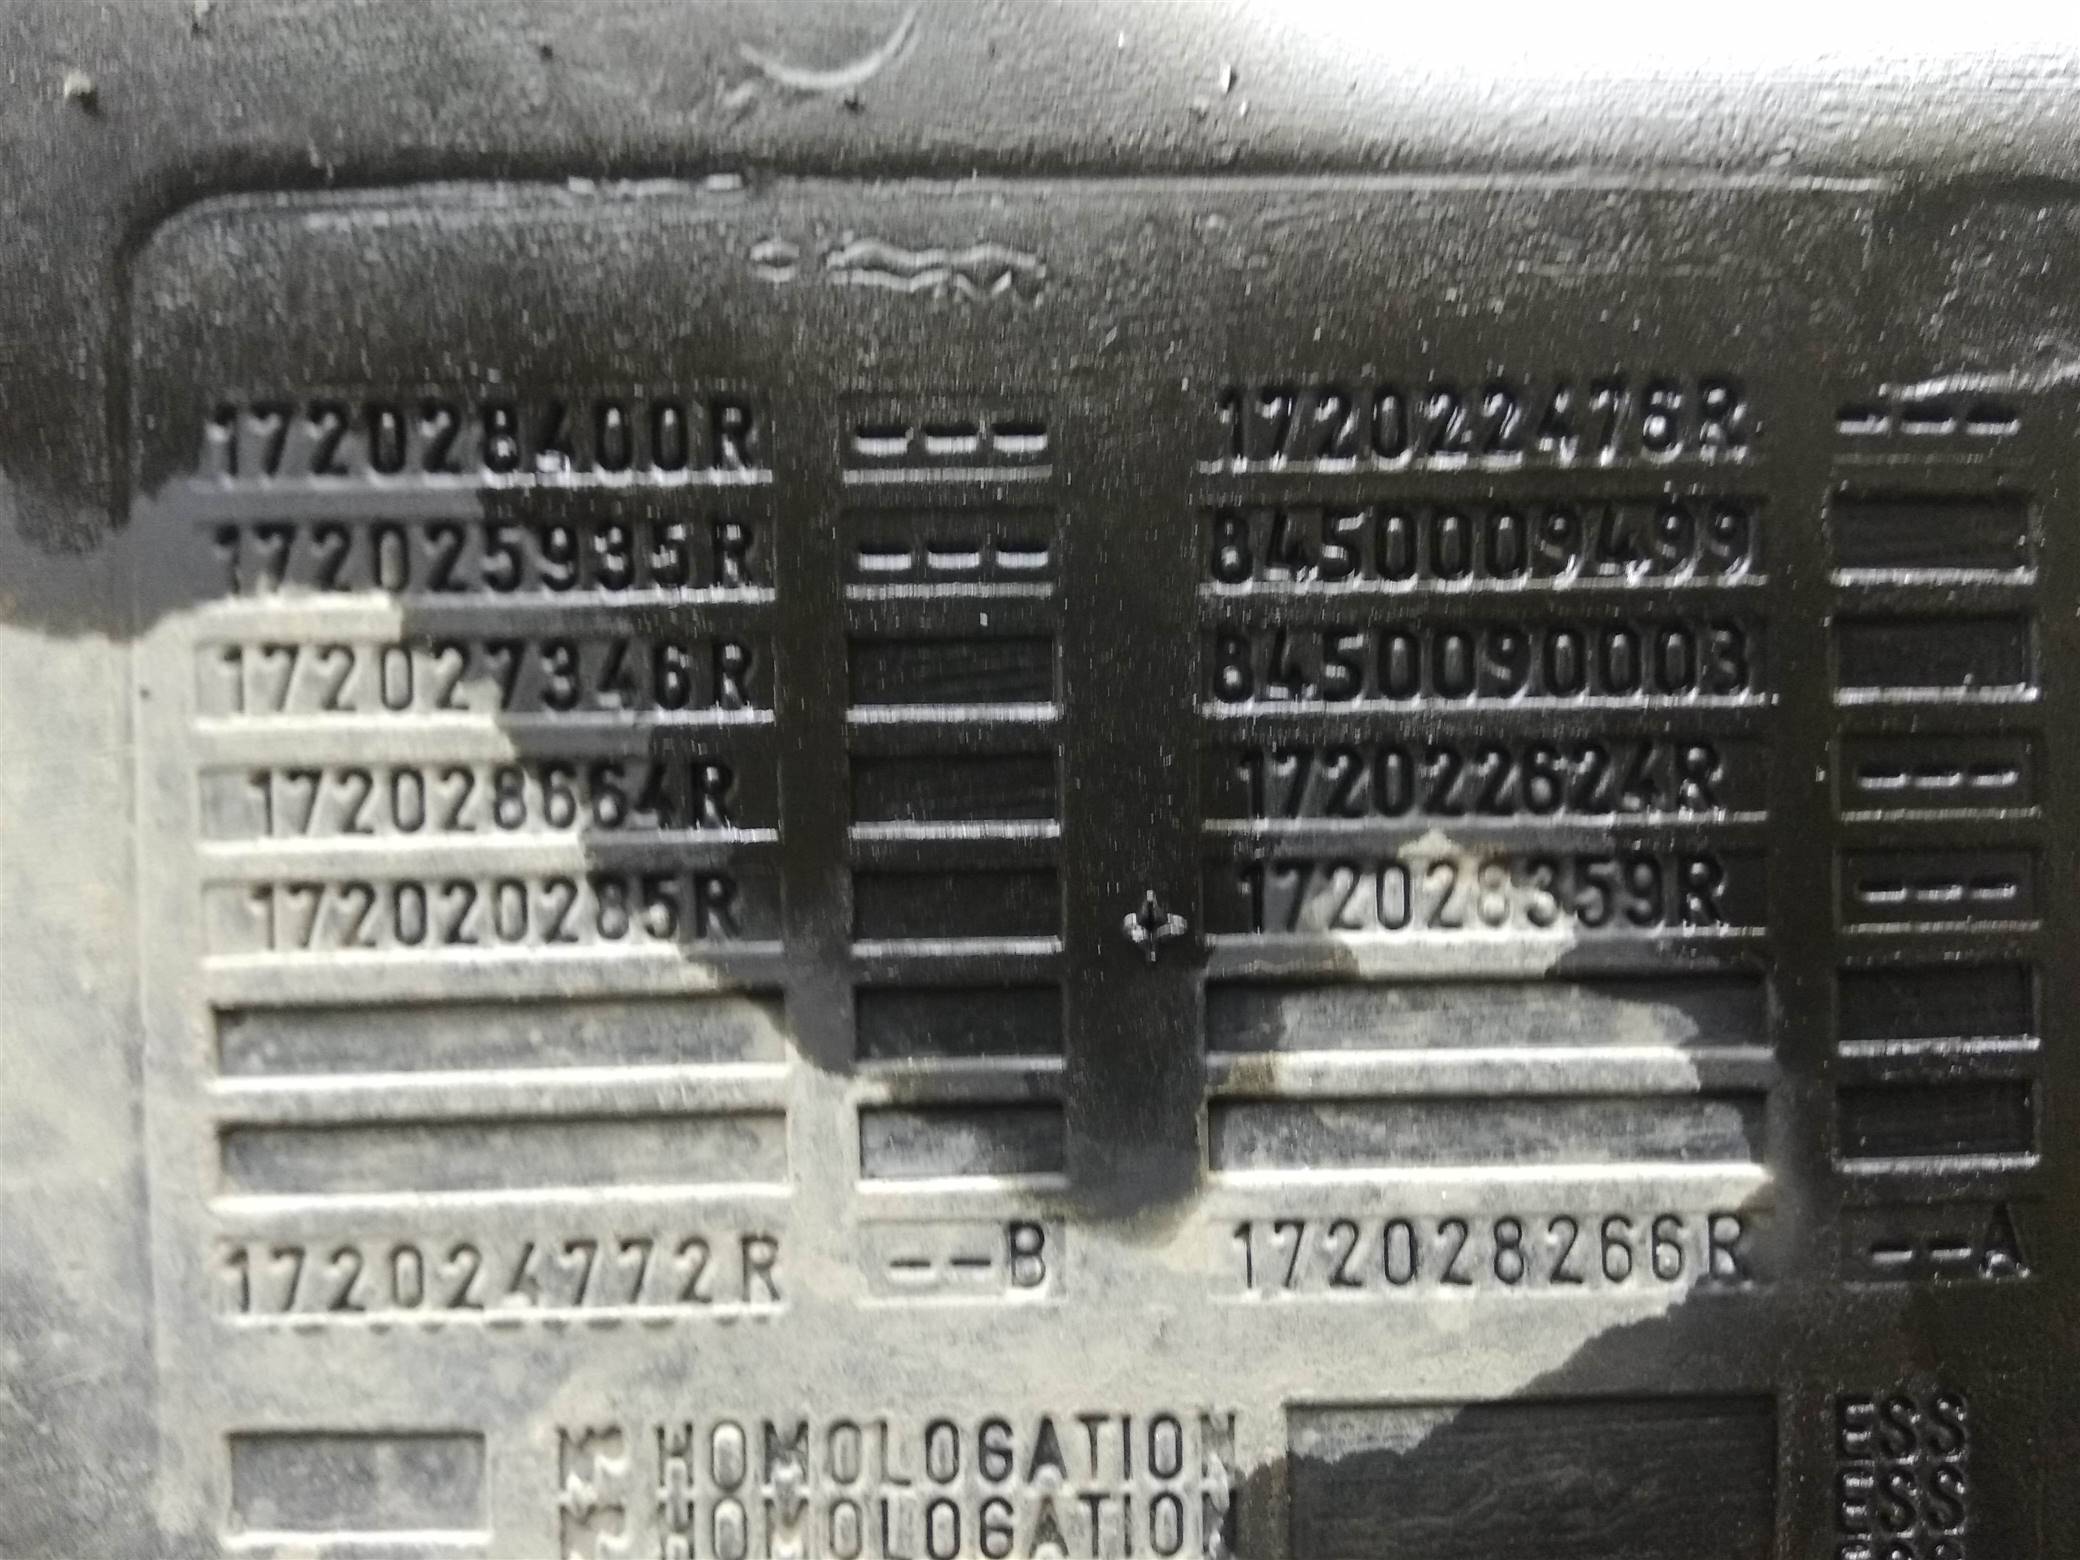 172028400R --- 172022476R ---
172025935R --- 8450009499
172027346R 8450090003
172028664R 172022624R ---
172020285R 172028359R ---
172024772R --B 172028266R --A
HOMOLOGATION ESS
HOMOLOGATION ESS